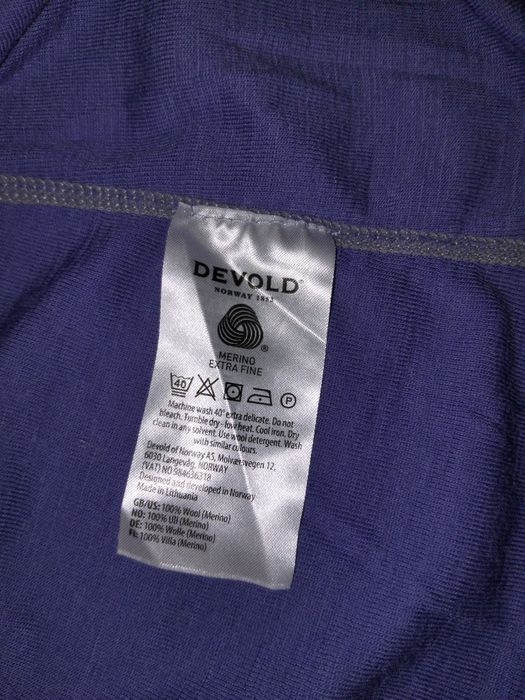 DEVOLD®
NORWAY 1853
®
MERINO
EXTRA FINE
40 P
Machine wash 40° extra delicate. Do not
bleach. Tumble dry - low heat. Cool iron. Dry
clean in any solvent. Use wool detergent. Wash
with similar colours.
Devold of Norway AS, Molværsvegen 12,
6030 Langevåg, NORWAY
(VAT) NO 984636318
Designed and developed in Norway
Made in Lithuania
GB/US: 100% Wool (Merino)
NO: 100% Ull (Merino)
DE: 100% Wolle (Merino)
FI: 100% Villa (Merino)